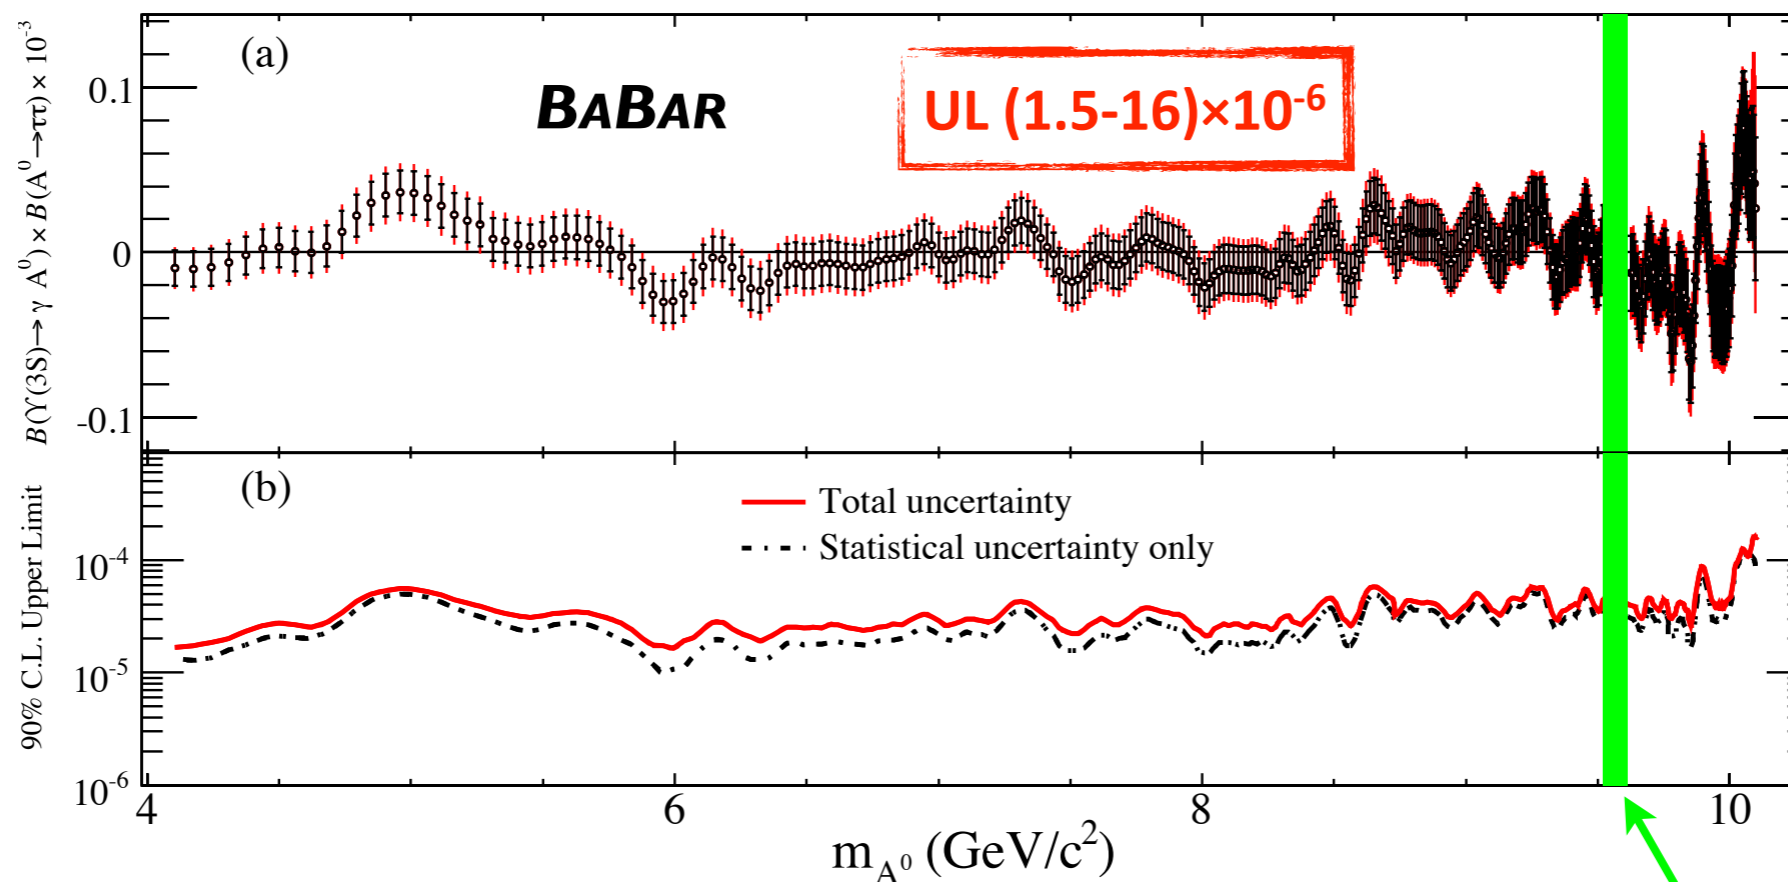 B(Υ(3S)→ γ A⁰) × B(A⁰→ττ) × 10⁻³
(a)
BABAR
UL (1.5-16)×10⁻⁶
0.1
0
-0.1
90% C.L. Upper Limit
(b)
Total uncertainty
Statistical uncertainty only
10⁻⁴
10⁻⁵
10⁻⁶
4 6 8 10
m_A⁰ (GeV/c²)